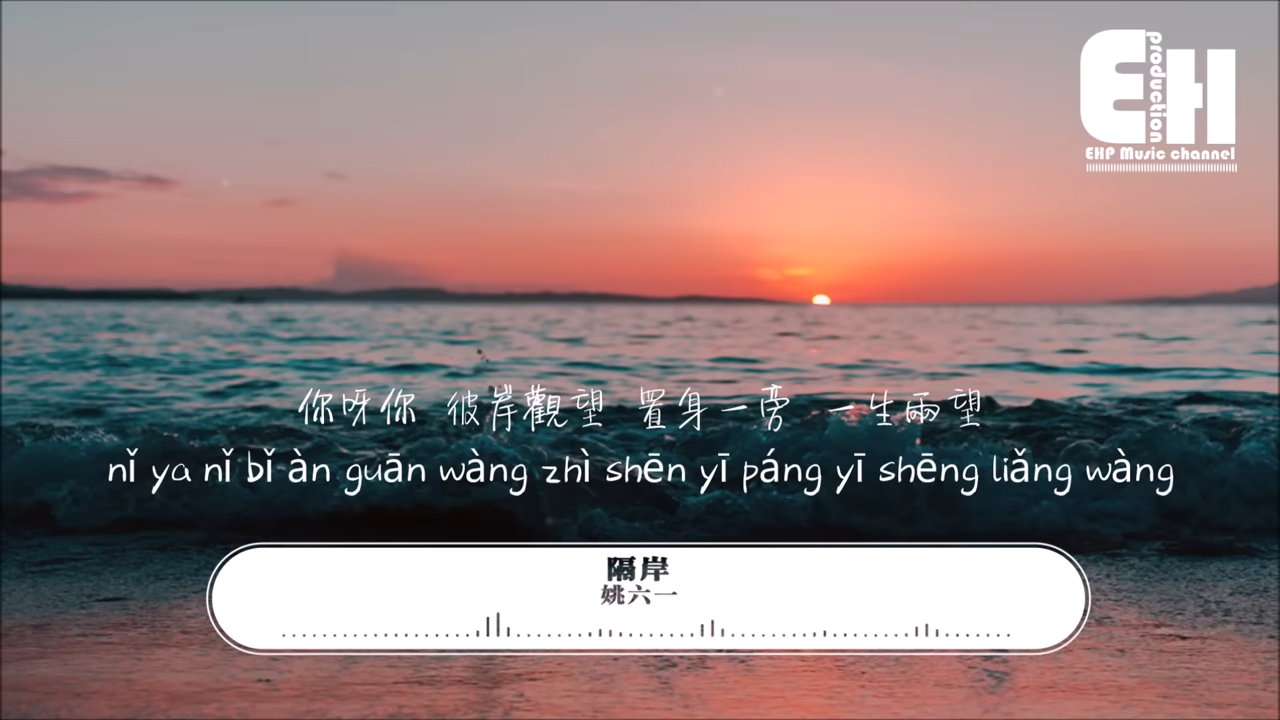 EH
production
EHP Music channel
你呀你 彼岸觀望 置身一旁 一生兩望
nǐ ya nǐ bǐ àn guān wàng zhì shēn yī páng yī shēng liǎng wàng
隔岸
姚六一